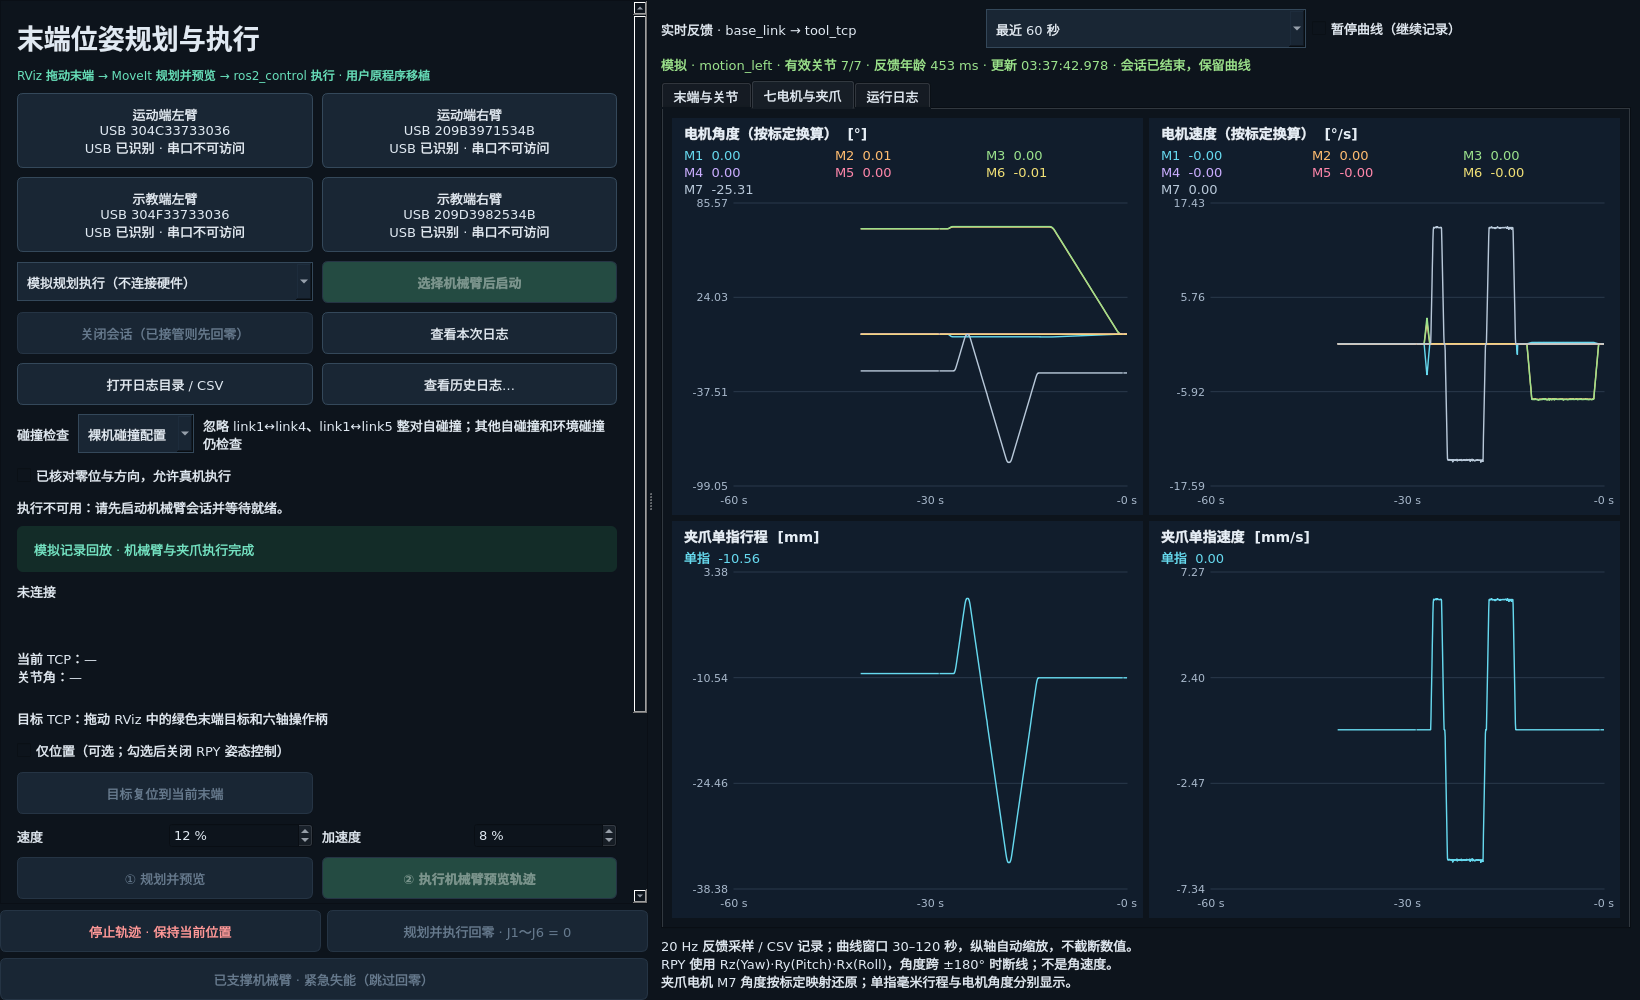 末端位姿规划与执行
RViz 拖动末端 → MoveIt 规划并预览 → ros2_control 执行 · 用户原程序移植
运动端左臂
USB 304C33733036
USB 已识别 · 串口不可访问
运动端右臂
USB 209B3971534B
USB 已识别 · 串口不可访问
示教端左臂
USB 304F33733036
USB 已识别 · 串口不可访问
示教端右臂
USB 209D3982534B
USB 已识别 · 串口不可访问
模拟规划执行（不连接硬件）
选择机械臂后启动
关闭会话（已接管则先回零）
查看本次日志
打开日志目录 / CSV
查看历史日志…
碰撞检查
裸机碰撞配置
忽略 link1↔link4、link1↔link5 整对自碰撞；其他自碰撞和环境碰撞
仍检查
已核对零位与方向，允许真机执行
执行不可用：请先启动机械臂会话并等待就绪。
模拟记录回放 · 机械臂与夹爪执行完成
未连接
当前 TCP：—
关节角：—
目标 TCP：拖动 RViz 中的绿色末端目标和六轴操作柄
仅位置（可选；勾选后关闭 RPY 姿态控制）
目标复位到当前末端
速度
12 %
加速度
8 %
① 规划并预览
② 执行机械臂预览轨迹
停止轨迹 · 保持当前位置
规划并执行回零 · J1～J6 = 0
已支撑机械臂 · 紧急失能（跳过回零）
实时反馈 · base_link → tool_tcp
最近 60 秒
暂停曲线（继续记录）
模拟 · motion_left · 有效关节 7/7 · 反馈年龄 453 ms · 更新 03:37:42.978 · 会话已结束，保留曲线
末端与关节
七电机与夹爪
运行日志
电机角度（按标定换算） [°]
M1 0.00
M2 0.01
M3 0.00
M4 0.00
M5 0.00
M6 -0.01
M7 -25.31
85.57
24.03
-37.51
-99.05
-60 s
-30 s
-0 s
电机速度（按标定换算） [°/s]
M1 -0.00
M2 0.00
M3 0.00
M4 -0.00
M5 -0.00
M6 -0.00
M7 0.00
17.43
5.76
-5.92
-17.59
-60 s
-30 s
-0 s
夹爪单指行程 [mm]
单指 -10.56
3.38
-10.54
-24.46
-38.38
-60 s
-30 s
-0 s
夹爪单指速度 [mm/s]
单指 0.00
7.27
2.40
-2.47
-7.34
-60 s
-30 s
-0 s
20 Hz 反馈采样 / CSV 记录；曲线窗口 30–120 秒，纵轴自动缩放，不截断数值。
RPY 使用 Rz(Yaw)·Ry(Pitch)·Rx(Roll)，角度跨 ±180° 时断线；不是角速度。
夹爪电机 M7 角度按标定映射还原；单指毫米行程与电机角度分别显示。